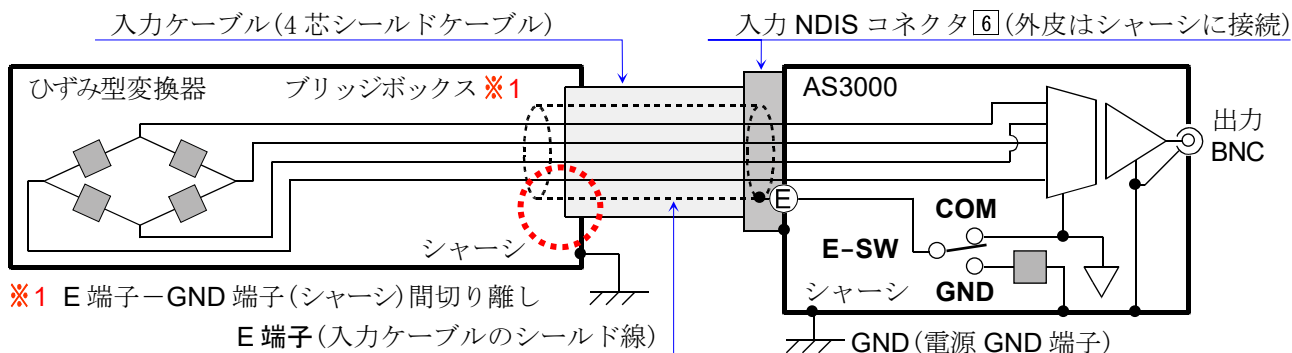 入力ケーブル(4 芯シールドケーブル)
入力 NDIS コネクタ 6 (外皮はシャーシに接続)
ひずみ型変換器
ブリッジボックス ※1
AS3000
出力
BNC
E
COM
E-SW
GND
シャーシ
シャーシ
※1 E 端子－GND 端子(シャーシ)間切り離し
E 端子(入力ケーブルのシールド線)
GND(電源 GND 端子)